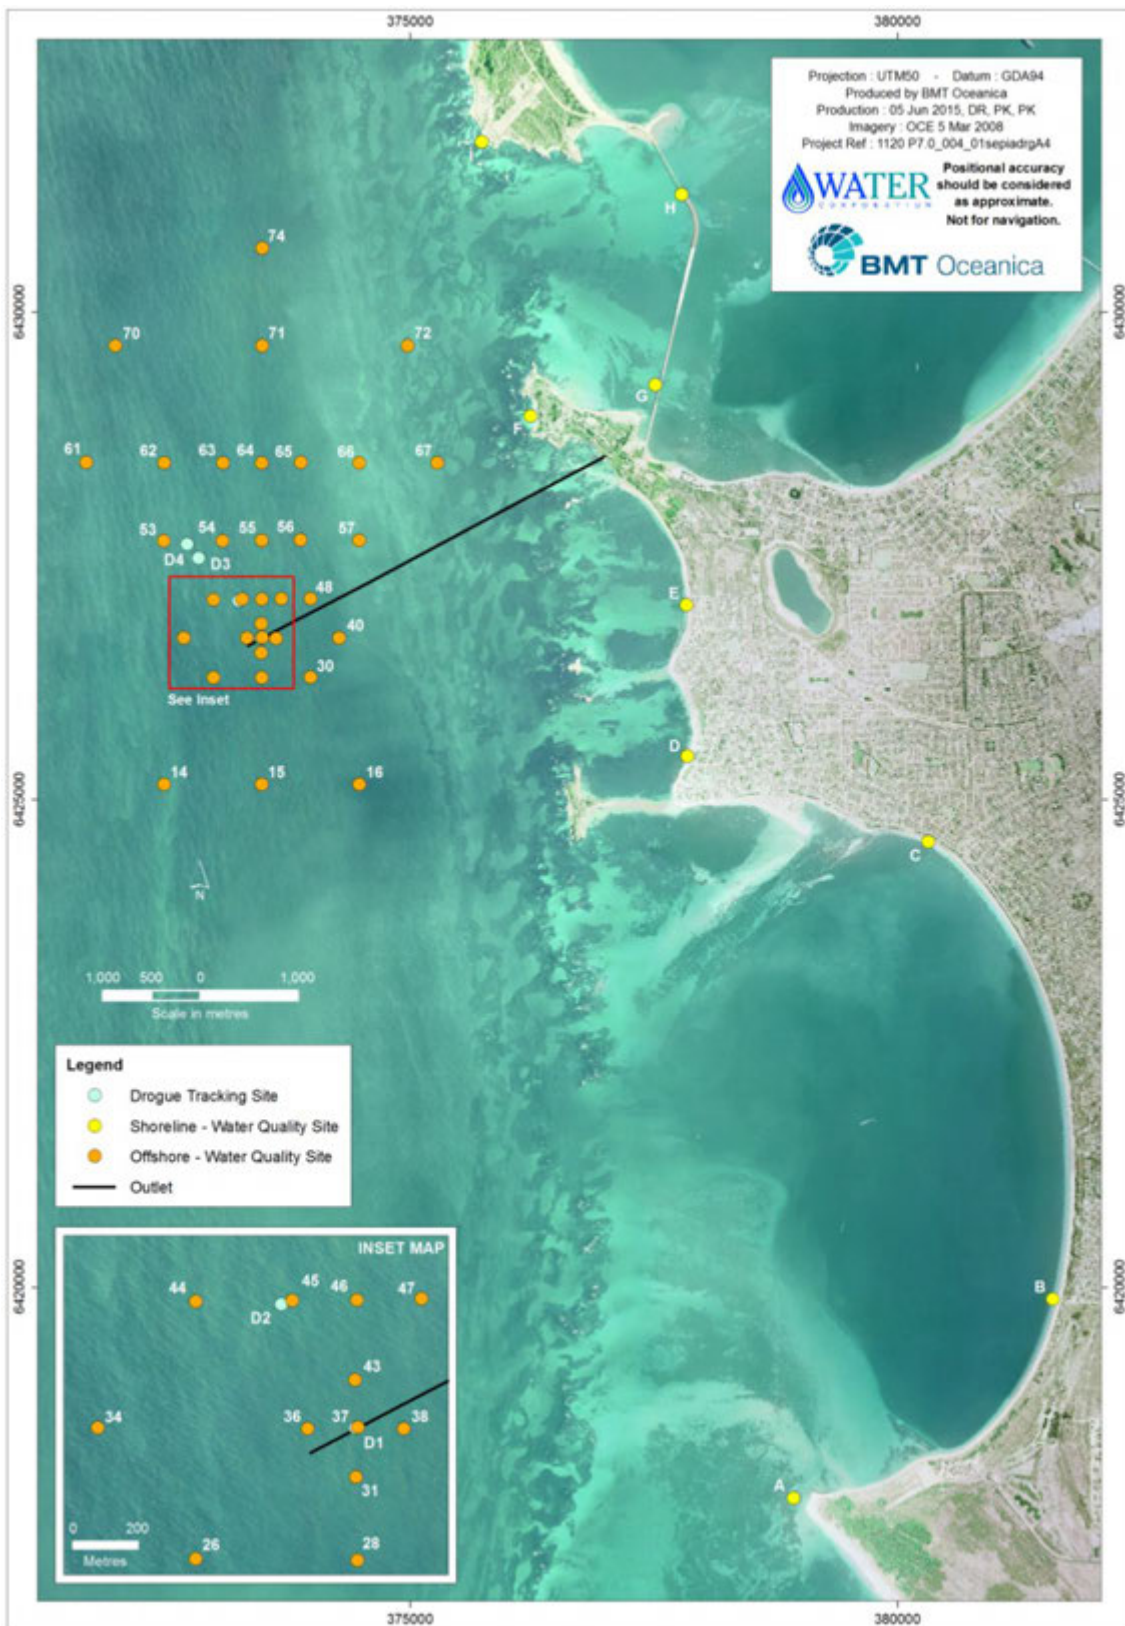 375000
380000
Projection : UTM50 - Datum : GDA94
Produced by BMT Oceanica
Production : 05 Jun 2015, DR, PK, PK
Imagery : OCE 5 Mar 2008
Project Ref : 1120 P7.0_004_01sepiadrgA4
WATER
CORPORATION
Positional accuracy
should be considered
as approximate.
Not for navigation.
BMT Oceanica
H
74
6430000
6430000
70
71
72
G
F
61
62
63
64
65
66
67
53
54
55
56
57
D4
D3
48
E
40
30
See Inset
D
14
15
16
6425000
6425000
C
N
1,000 500 0 1,000
Scale in metres
Legend
Drogue Tracking Site
Shoreline - Water Quality Site
Offshore - Water Quality Site
Outlet
INSET MAP
44
45
46
47
D2
6420000
6420000
B
43
34
36
37
38
D1
31
A
0 200
Metres
26
28
375000
380000